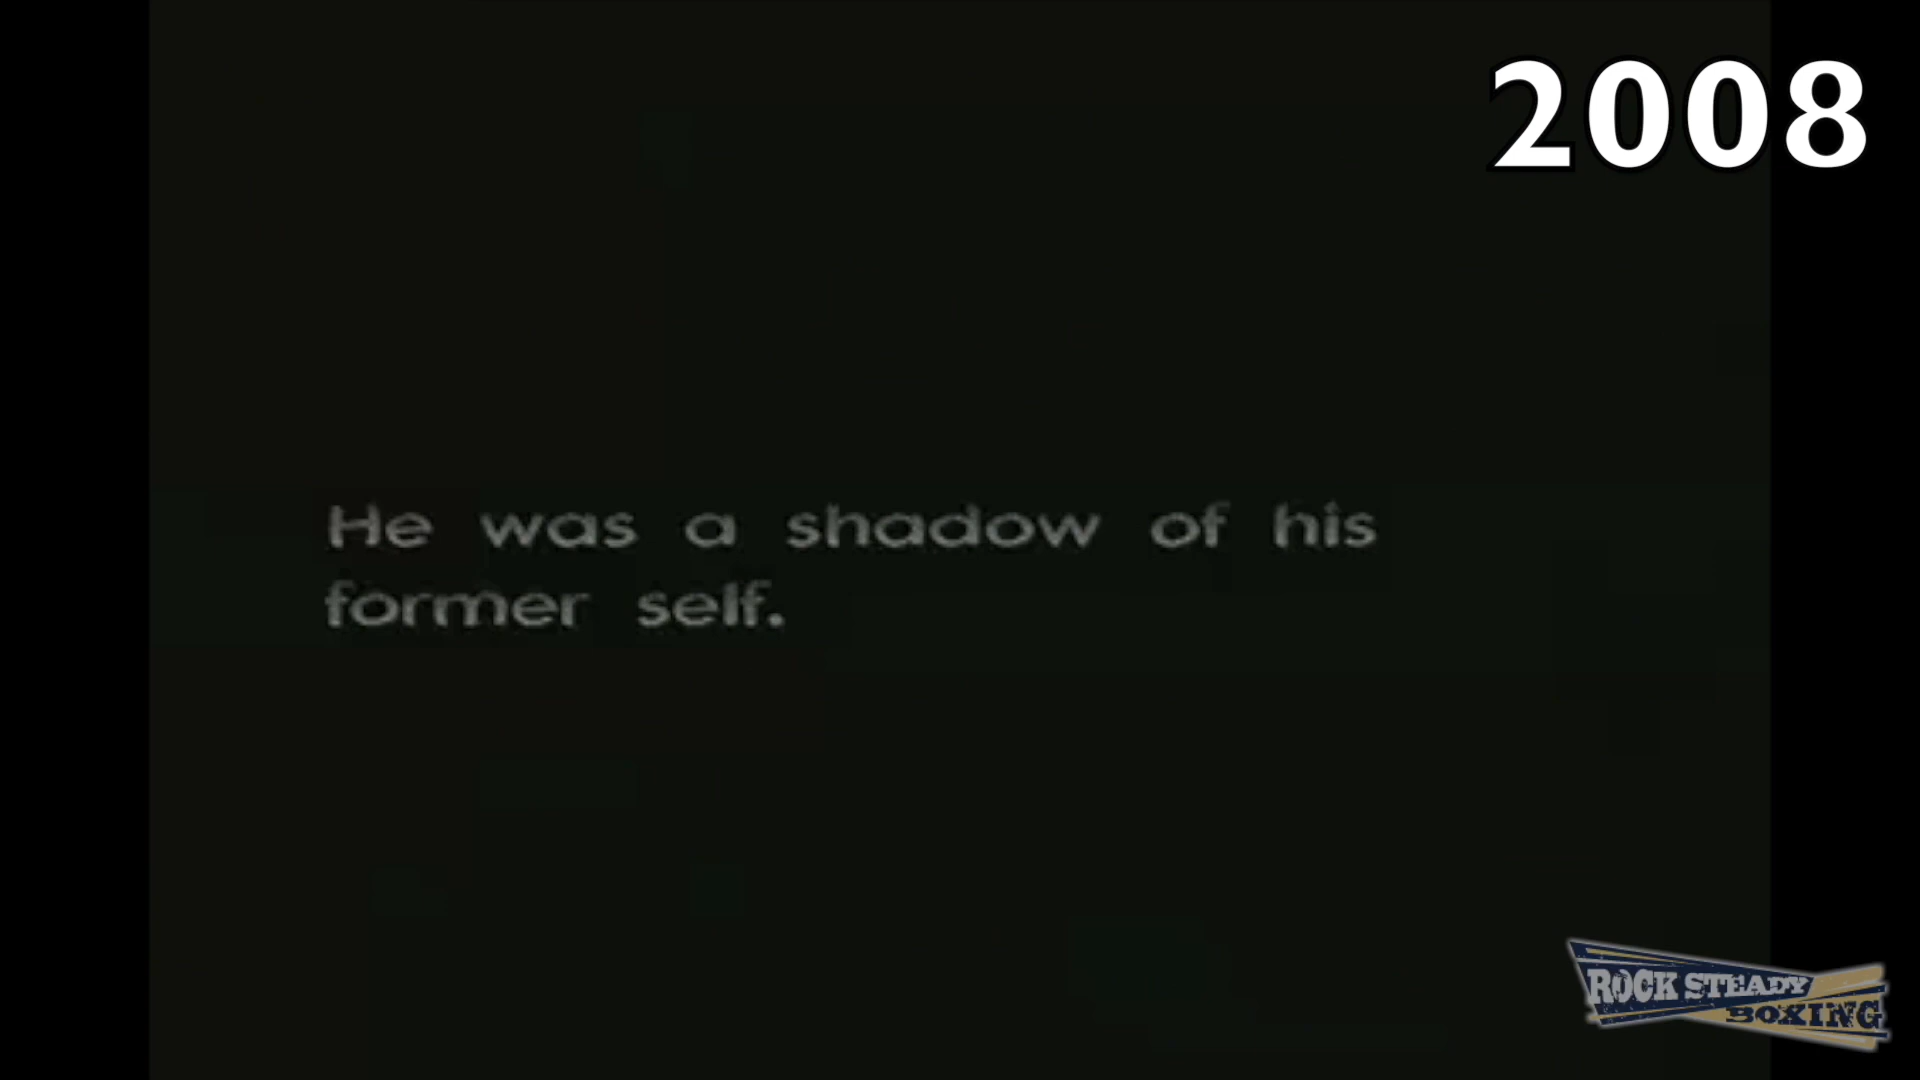 2008
He was a shadow of his
former self.
ROCK STEADY
BOXING